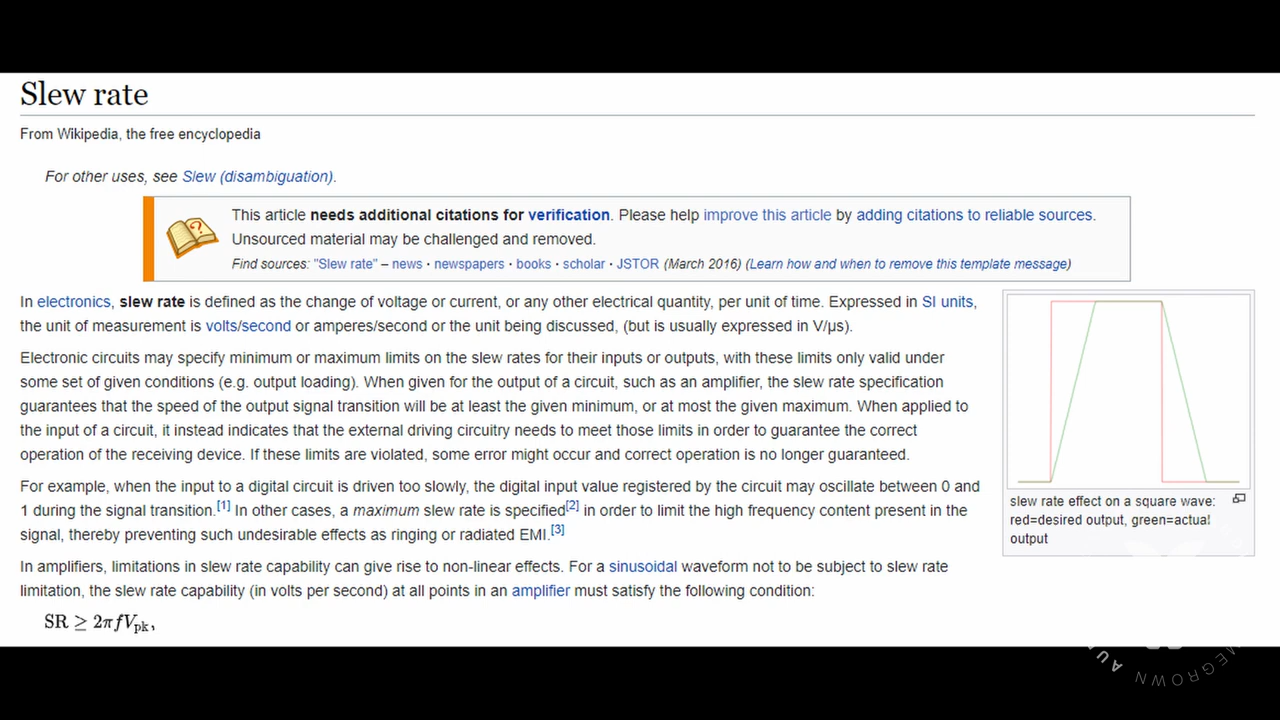 Slew rate
From Wikipedia, the free encyclopedia
For other uses, see Slew (disambiguation).
This article needs additional citations for verification. Please help improve this article by adding citations to reliable sources.
Unsourced material may be challenged and removed.
Find sources: "Slew rate" – news · newspapers · books · scholar · JSTOR (March 2016) (Learn how and when to remove this template message)
In electronics, slew rate is defined as the change of voltage or current, or any other electrical quantity, per unit of time. Expressed in SI units,
the unit of measurement is volts/second or amperes/second or the unit being discussed, (but is usually expressed in V/μs).
Electronic circuits may specify minimum or maximum limits on the slew rates for their inputs or outputs, with these limits only valid under
some set of given conditions (e.g. output loading). When given for the output of a circuit, such as an amplifier, the slew rate specification
guarantees that the speed of the output signal transition will be at least the given minimum, or at most the given maximum. When applied to
the input of a circuit, it instead indicates that the external driving circuitry needs to meet those limits in order to guarantee the correct
operation of the receiving device. If these limits are violated, some error might occur and correct operation is no longer guaranteed.
For example, when the input to a digital circuit is driven too slowly, the digital input value registered by the circuit may oscillate between 0 and
1 during the signal transition.[1] In other cases, a maximum slew rate is specified[2] in order to limit the high frequency content present in the
signal, thereby preventing such undesirable effects as ringing or radiated EMI.[3]
In amplifiers, limitations in slew rate capability can give rise to non-linear effects. For a sinusoidal waveform not to be subject to slew rate
limitation, the slew rate capability (in volts per second) at all points in an amplifier must satisfy the following condition:
SR ≥ 2πfVpk,
slew rate effect on a square wave:
red=desired output, green=actual
output